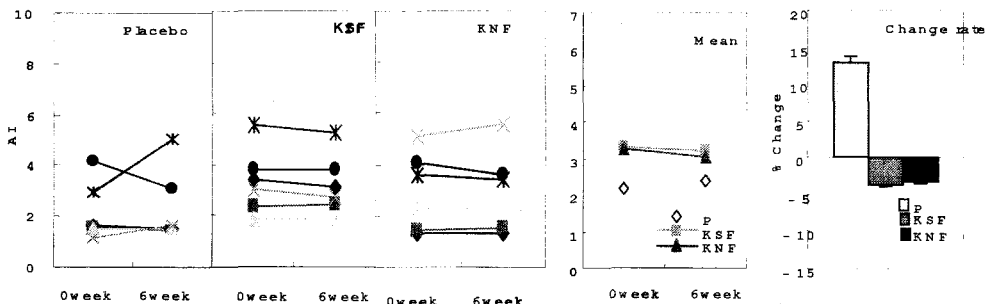 10
8
6
4
2
0
AI
Placebo
KSF
KNF
0week 6week
0week 6week
0week 6week
7
6
5
4
3
2
1
0
Mean
P
KSF
KNF
0week 6week
20
15
10
5
0
-5
-10
-15
% Change
Change rate
P
KSF
KNF